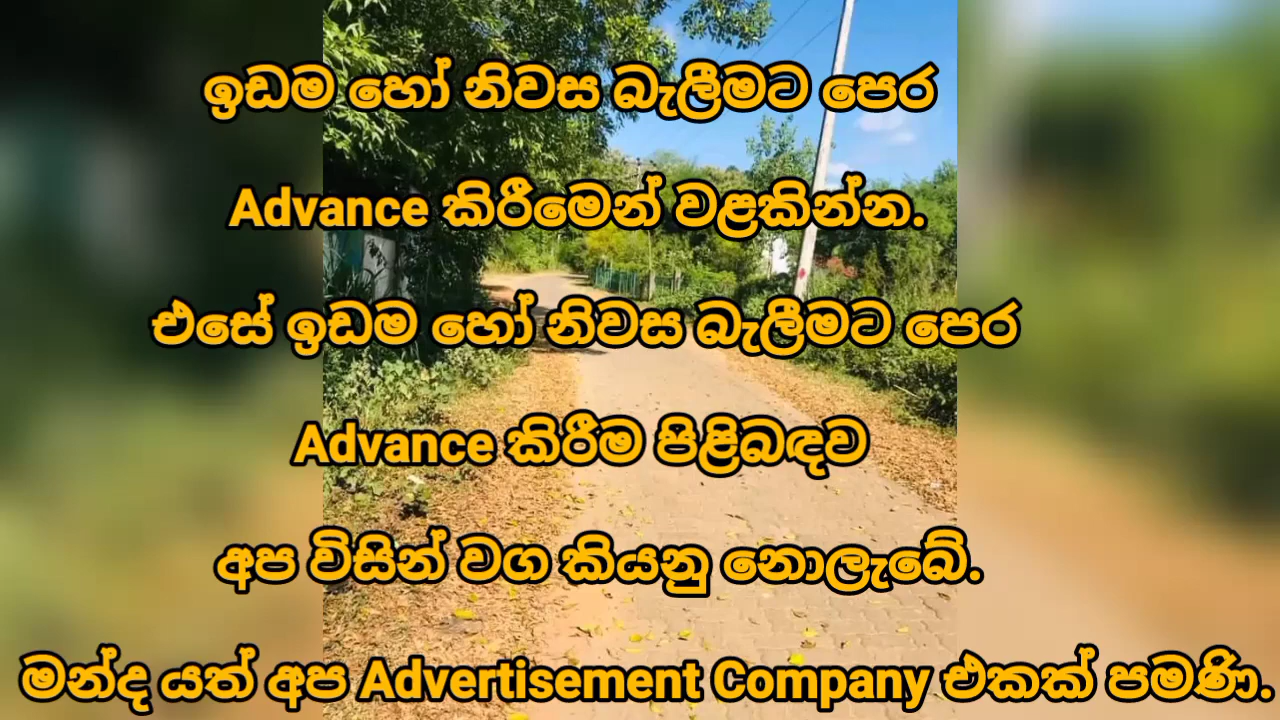 ඉඩම හෝ නිවස බැලීමට පෙර
Advance කිරීමෙන් වළකින්න.
එසේ ඉඩම හෝ නිවස බැලීමට පෙර
Advance කිරීම පිළිබඳව
අප විසින් වග කියනු නොලැබේ.
මන්ද යත් අප Advertisement Company එකක් පමණි.